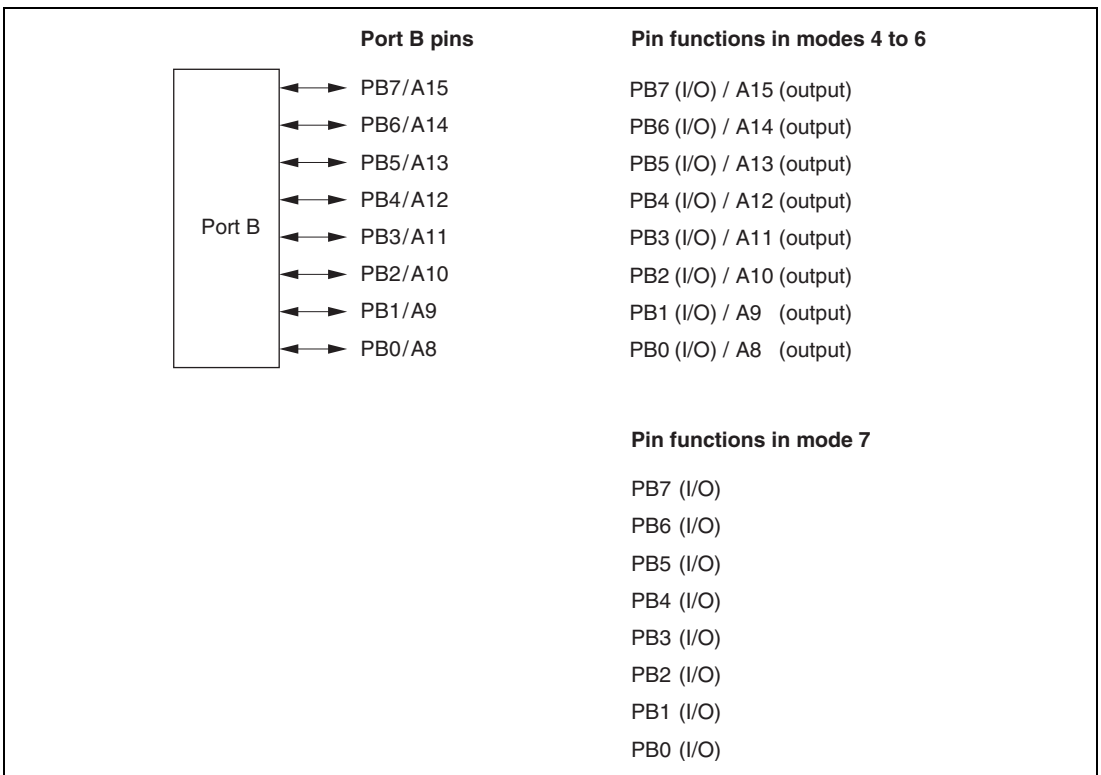 Port B pins
Pin functions in modes 4 to 6
Port B
PB7/A15
PB7 (I/O) / A15 (output)
PB6/A14
PB6 (I/O) / A14 (output)
PB5/A13
PB5 (I/O) / A13 (output)
PB4/A12
PB4 (I/O) / A12 (output)
PB3/A11
PB3 (I/O) / A11 (output)
PB2/A10
PB2 (I/O) / A10 (output)
PB1/A9
PB1 (I/O) / A9 (output)
PB0/A8
PB0 (I/O) / A8 (output)
Pin functions in mode 7
PB7 (I/O)
PB6 (I/O)
PB5 (I/O)
PB4 (I/O)
PB3 (I/O)
PB2 (I/O)
PB1 (I/O)
PB0 (I/O)